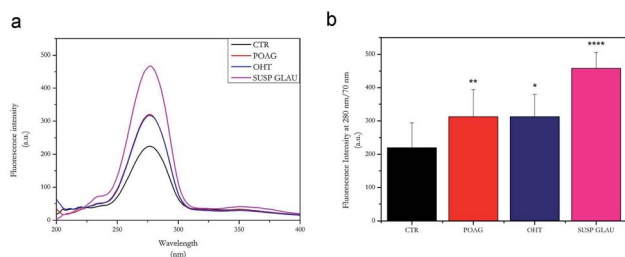 a
500
400
300
200
100
0
Fluorescence intensity
(a.u.)
200
250
300
350
400
Wavelength
(nm)
CTR
POAG
OHT
SUSP GLAU
b
500
400
300
200
100
0
Fluorescence Intensity at 280 nm/70 nm
(a.u.)
**
*
****
CTR
POAG
OHT
SUSP GLAU